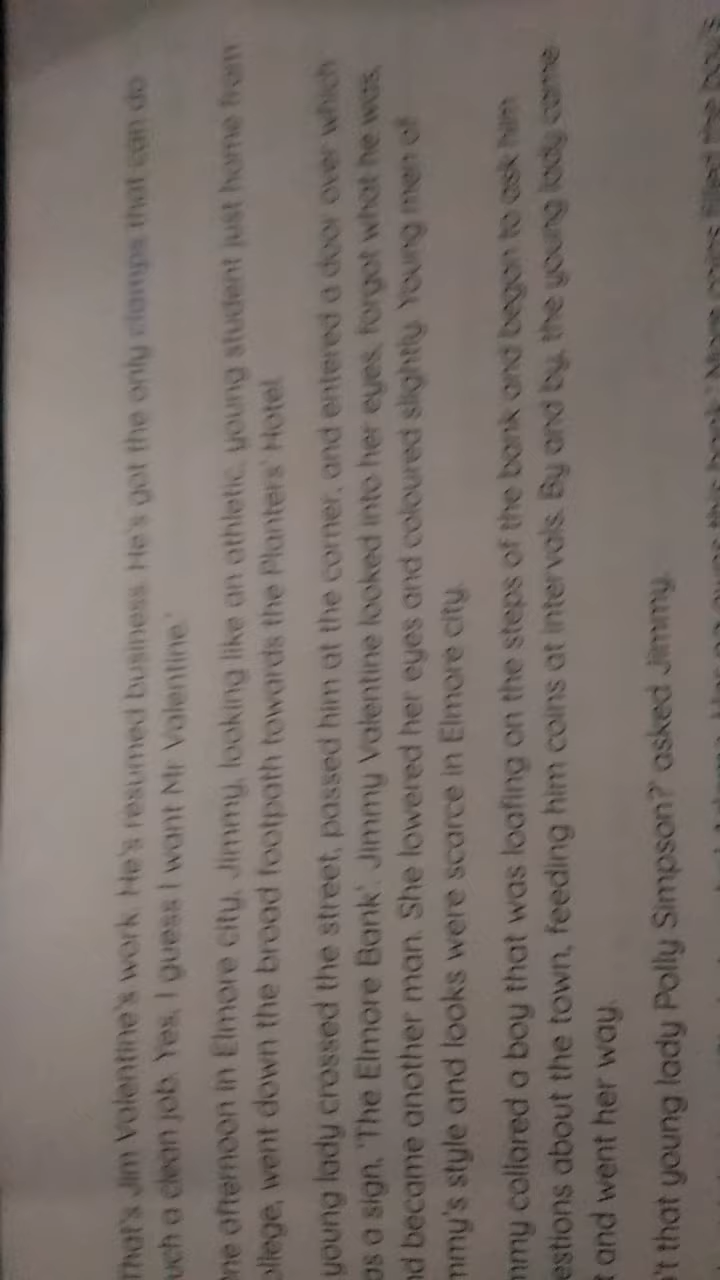 That's Jim Valentine's work. He's resumed business. He's got the only clamps that can do
uch a clean job. Yes, I guess I want Mr Valentine.'
ne afternoon in Elmore city, Jimmy, looking like an athletic, young student just home from
llege, went down the broad footpath towards the Planters' Hotel.
young lady crossed the street, passed him at the corner, and entered a door over which
as a sign, 'The Elmore Bank'. Jimmy Valentine looked into her eyes, forgot what he was,
nd became another man. She lowered her eyes and coloured slightly. Young men of
mmy's style and looks were scarce in Elmore city.
mmy collared a boy that was loafing on the steps of the bank and began to ask him
estions about the town, feeding him coins at intervals. By and by, the young lady came
and went her way.
't that young lady Polly Simpson?' asked Jimmy.